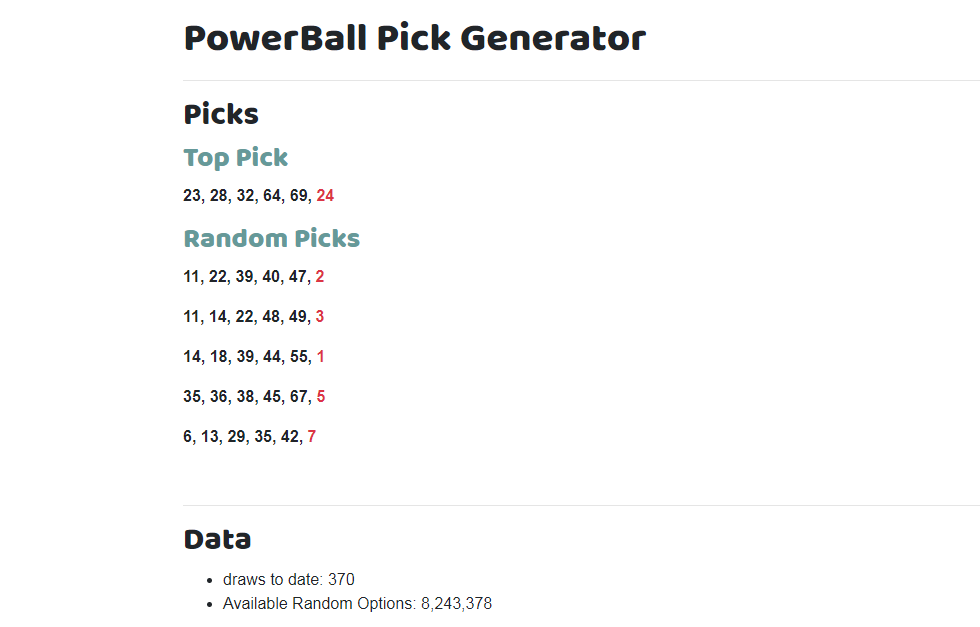 PowerBall Pick Generator
Picks
Top Pick
23, 28, 32, 64, 69, 24
Random Picks
11, 22, 39, 40, 47, 2
11, 14, 22, 48, 49, 3
14, 18, 39, 44, 55, 1
35, 36, 38, 45, 67, 5
6, 13, 29, 35, 42, 7
Data
• draws to date: 370
• Available Random Options: 8,243,378